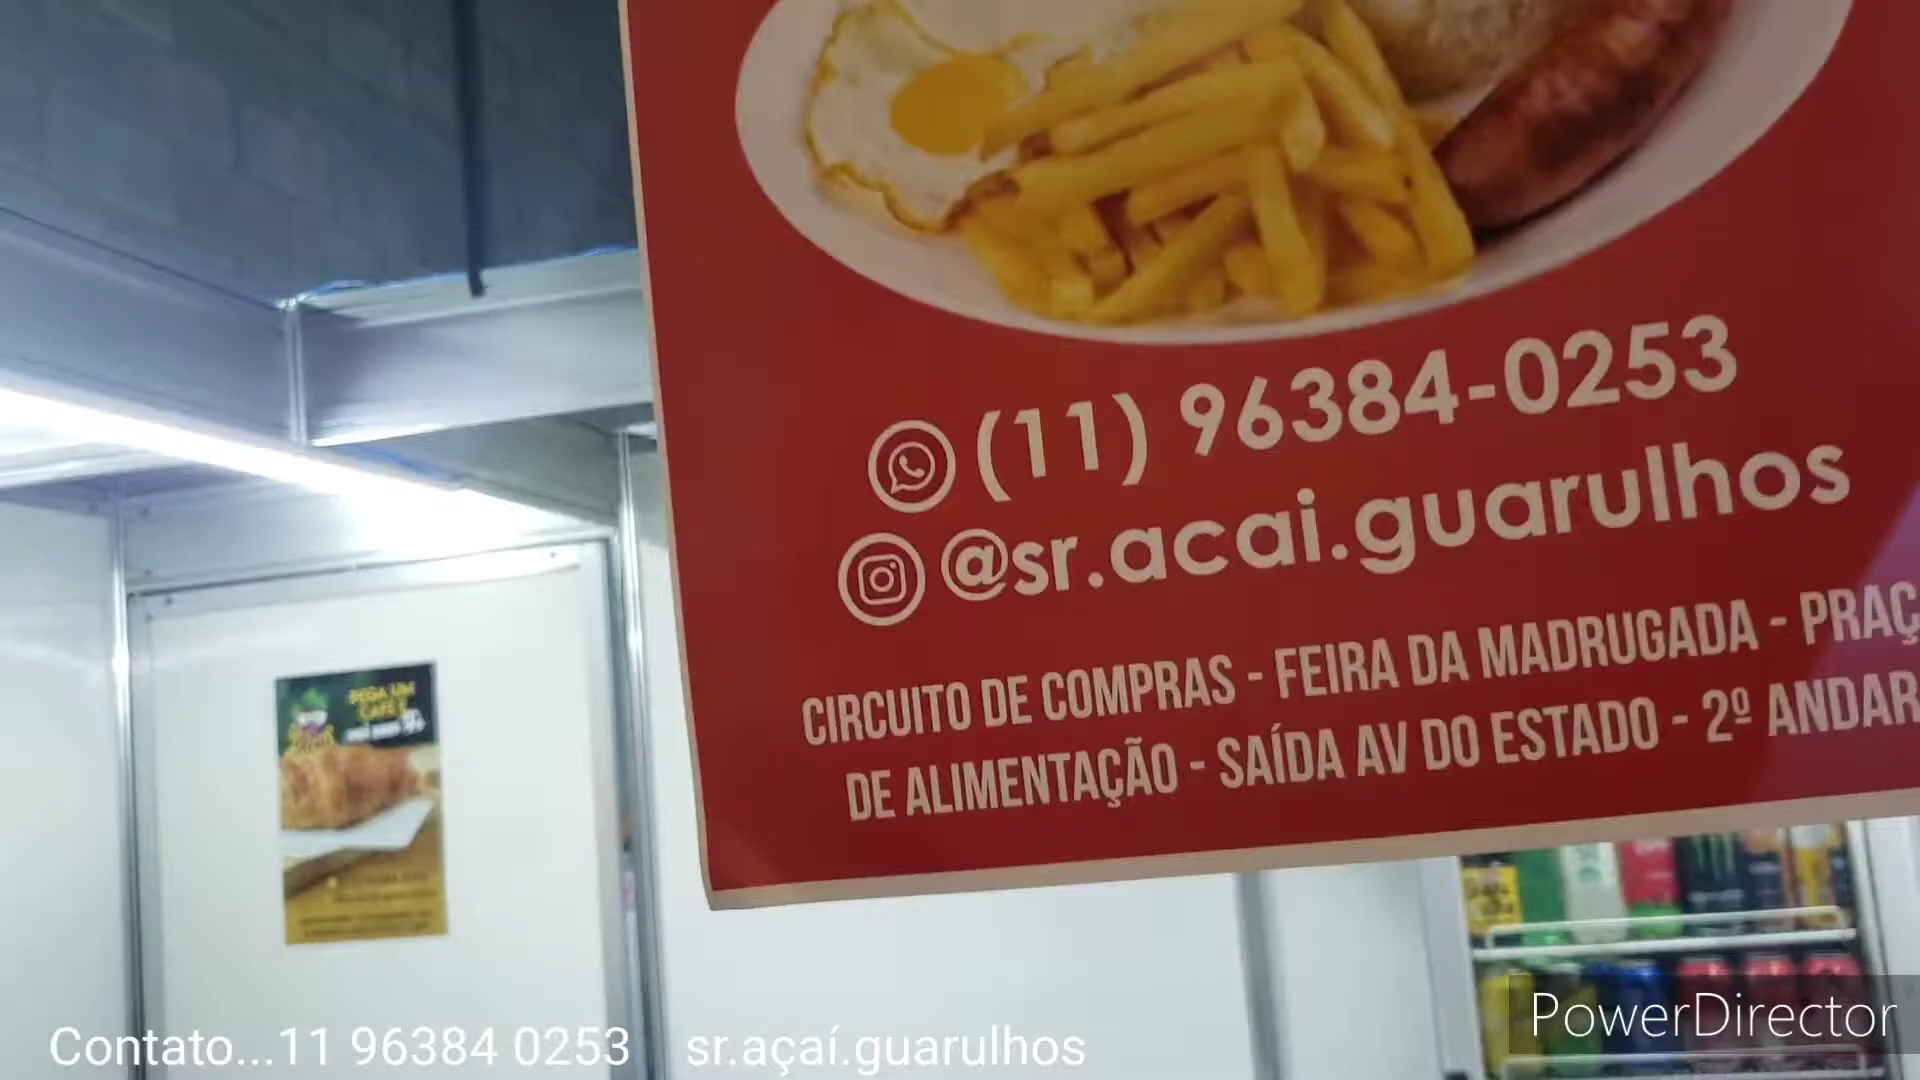 (11) 96384-0253
@sr.acai.guarulhos
CIRCUITO DE COMPRAS - FEIRA DA MADRUGADA - PRAÇ
DE ALIMENTAÇÃO - SAÍDA AV DO ESTADO - 2º ANDAR
PEGA UM
CAFÉ E
PowerDirector
Contato...11 96384 0253 sr.açaí.guarulhos